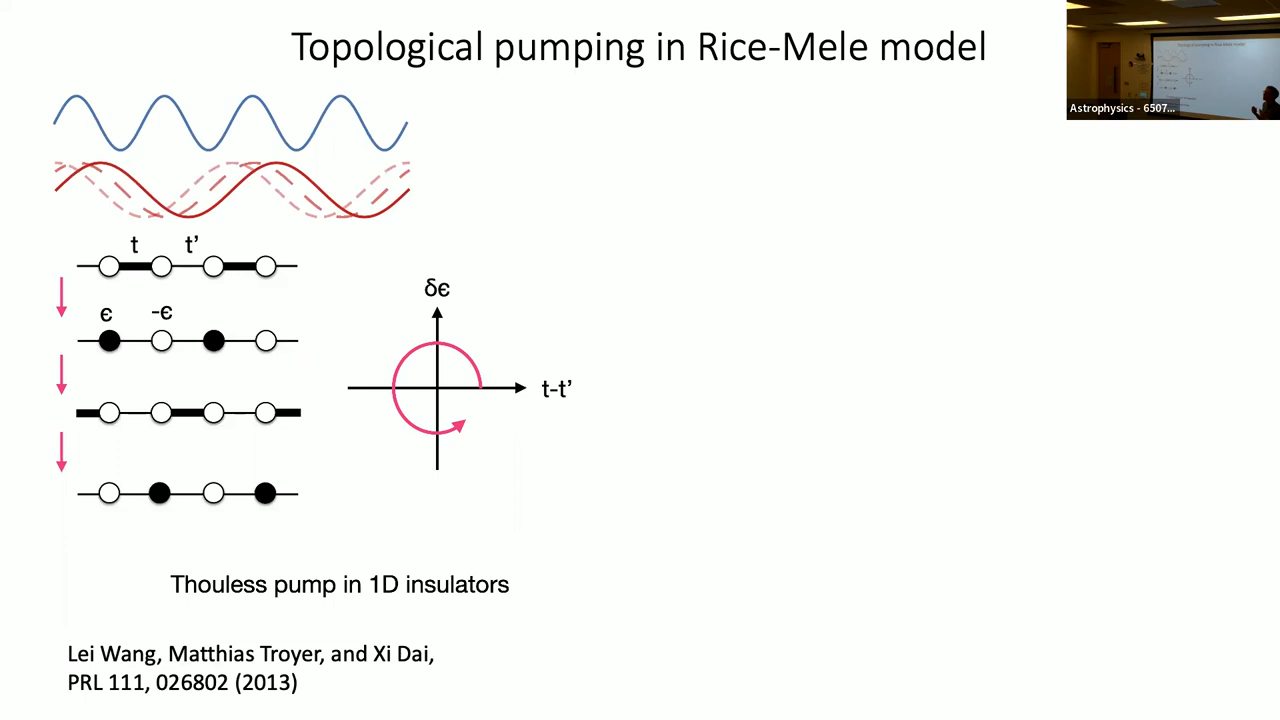 Topological pumping in Rice-Mele model
Astrophysics - 6507...
t t’
ϵ -ϵ
δϵ
t-t’
Thouless pump in 1D insulators
Lei Wang, Matthias Troyer, and Xi Dai,
PRL 111, 026802 (2013)